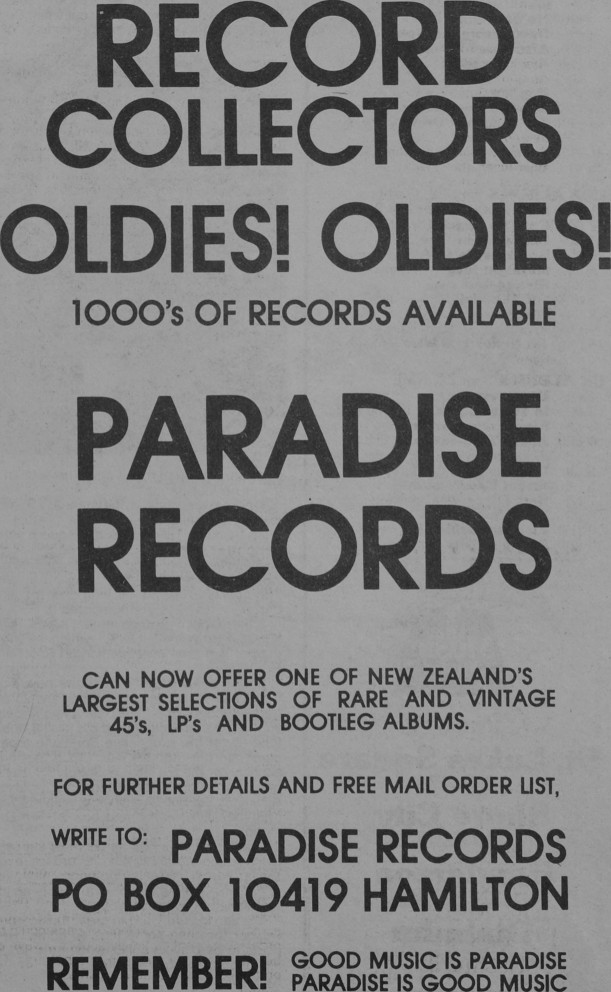 RECORD
COLLECTORS
OLDIES! OLDIES!
1000's OF RECORDS AVAILABLE
PARADISE
RECORDS
CAN NOW OFFER ONE OF NEW ZEALAND'S
LARGEST SELECTIONS OF RARE AND VINTAGE
45's, LP's AND BOOTLEG ALBUMS.
FOR FURTHER DETAILS AND FREE MAIL ORDER LIST,
WRITE TO: PARADISE RECORDS
PO BOX 10419 HAMILTON
REMEMBER! GOOD MUSIC IS PARADISE
PARADISE IS GOOD MUSIC